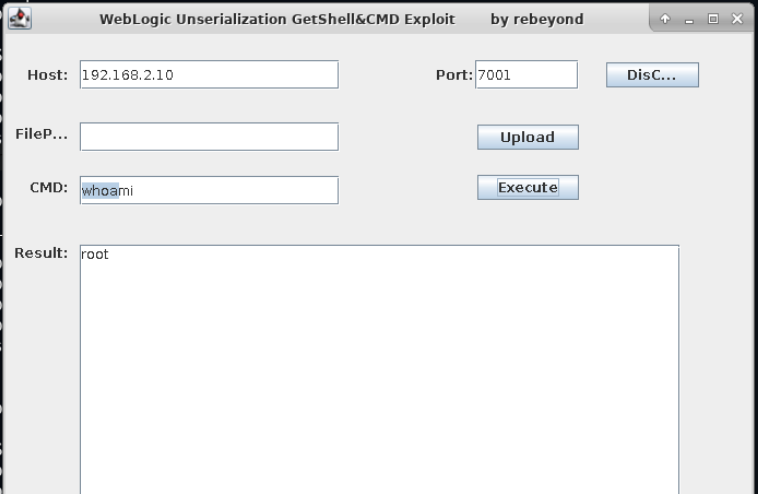 WebLogic Unserialization GetShell&CMD Exploit by rebeyond
Host: 192.168.2.10 Port: 7001 DisC...
FileP... Upload
CMD: whoami Execute
Result: root